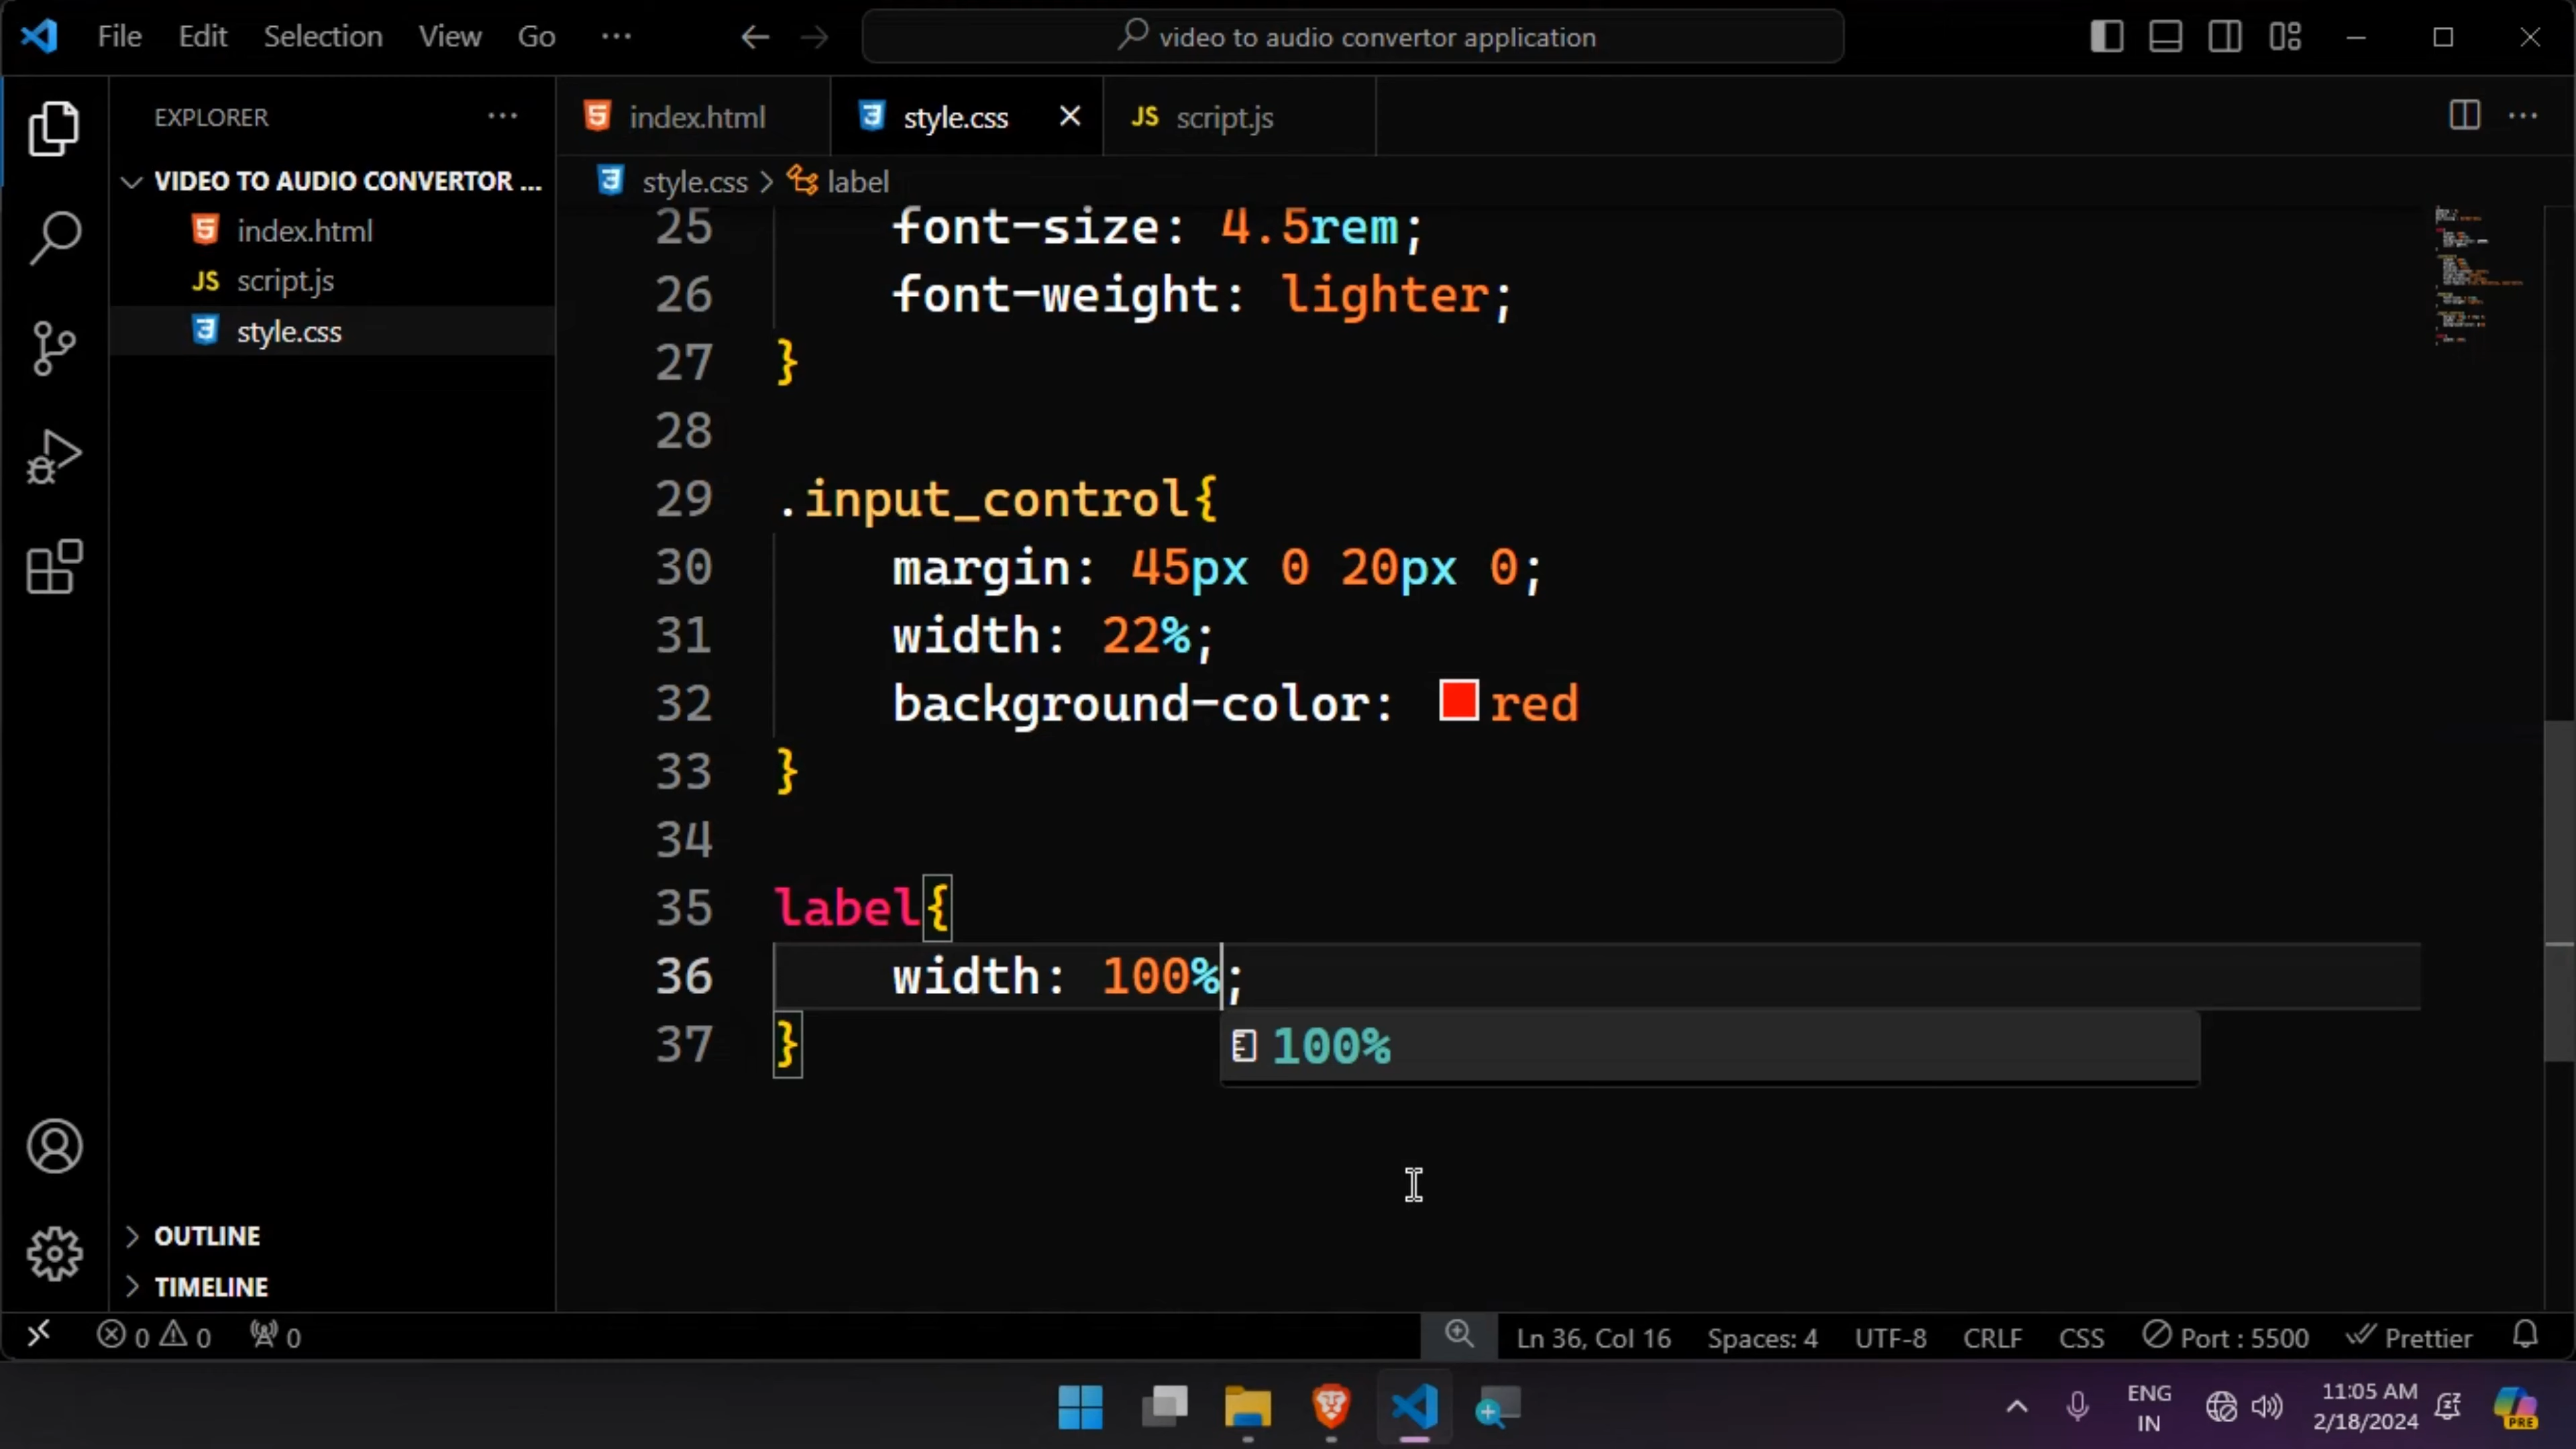 File Edit Selection View Go ...
video to audio convertor application
EXPLORER ...
VIDEO TO AUDIO CONVERTOR ...
index.html
script.js
style.css
index.html
style.css
JS script.js
style.css > label
25 font-size: 4.5rem;
26 font-weight: lighter;
27 }
28
29 .input_control{
30 margin: 45px 0 20px 0;
31 width: 22%;
32 background-color: red
33 }
34
35 label{
36 width: 100%;
37 }
100%
OUTLINE
TIMELINE
0 0 0
Ln 36, Col 16 Spaces: 4 UTF-8 CRLF CSS Port : 5500 Prettier
ENG
IN
11:05 AM
2/18/2024
PRE